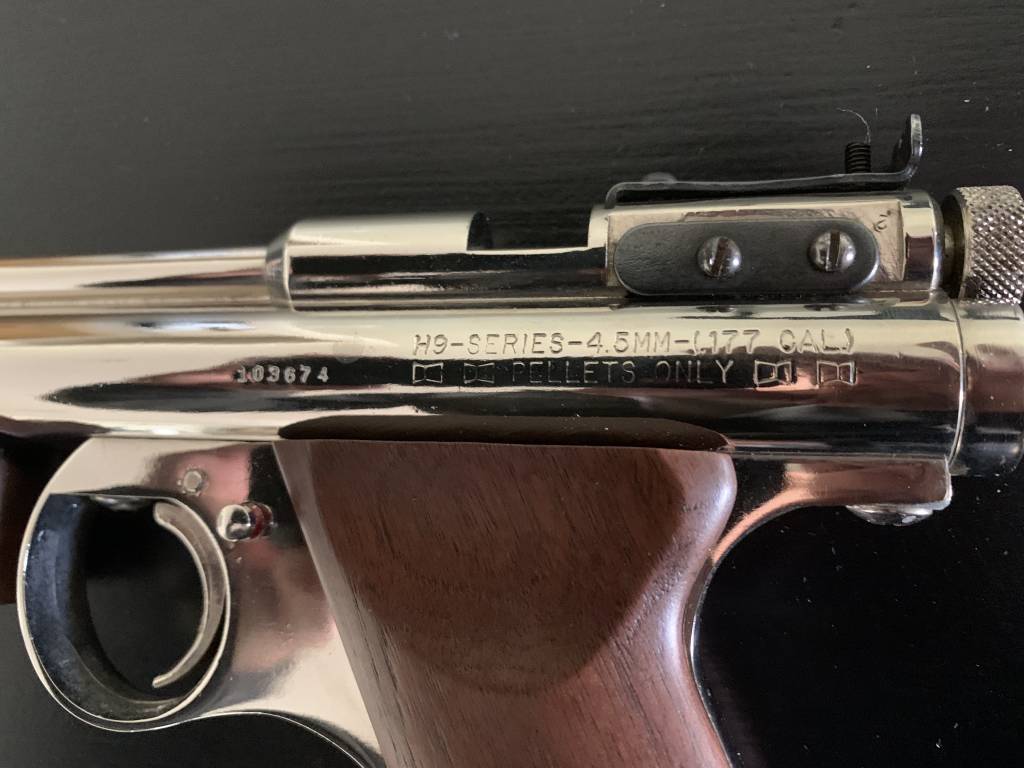 H9-SERIES-4.5MM-(.177 CAL.)
103674 PELLETS ONLY